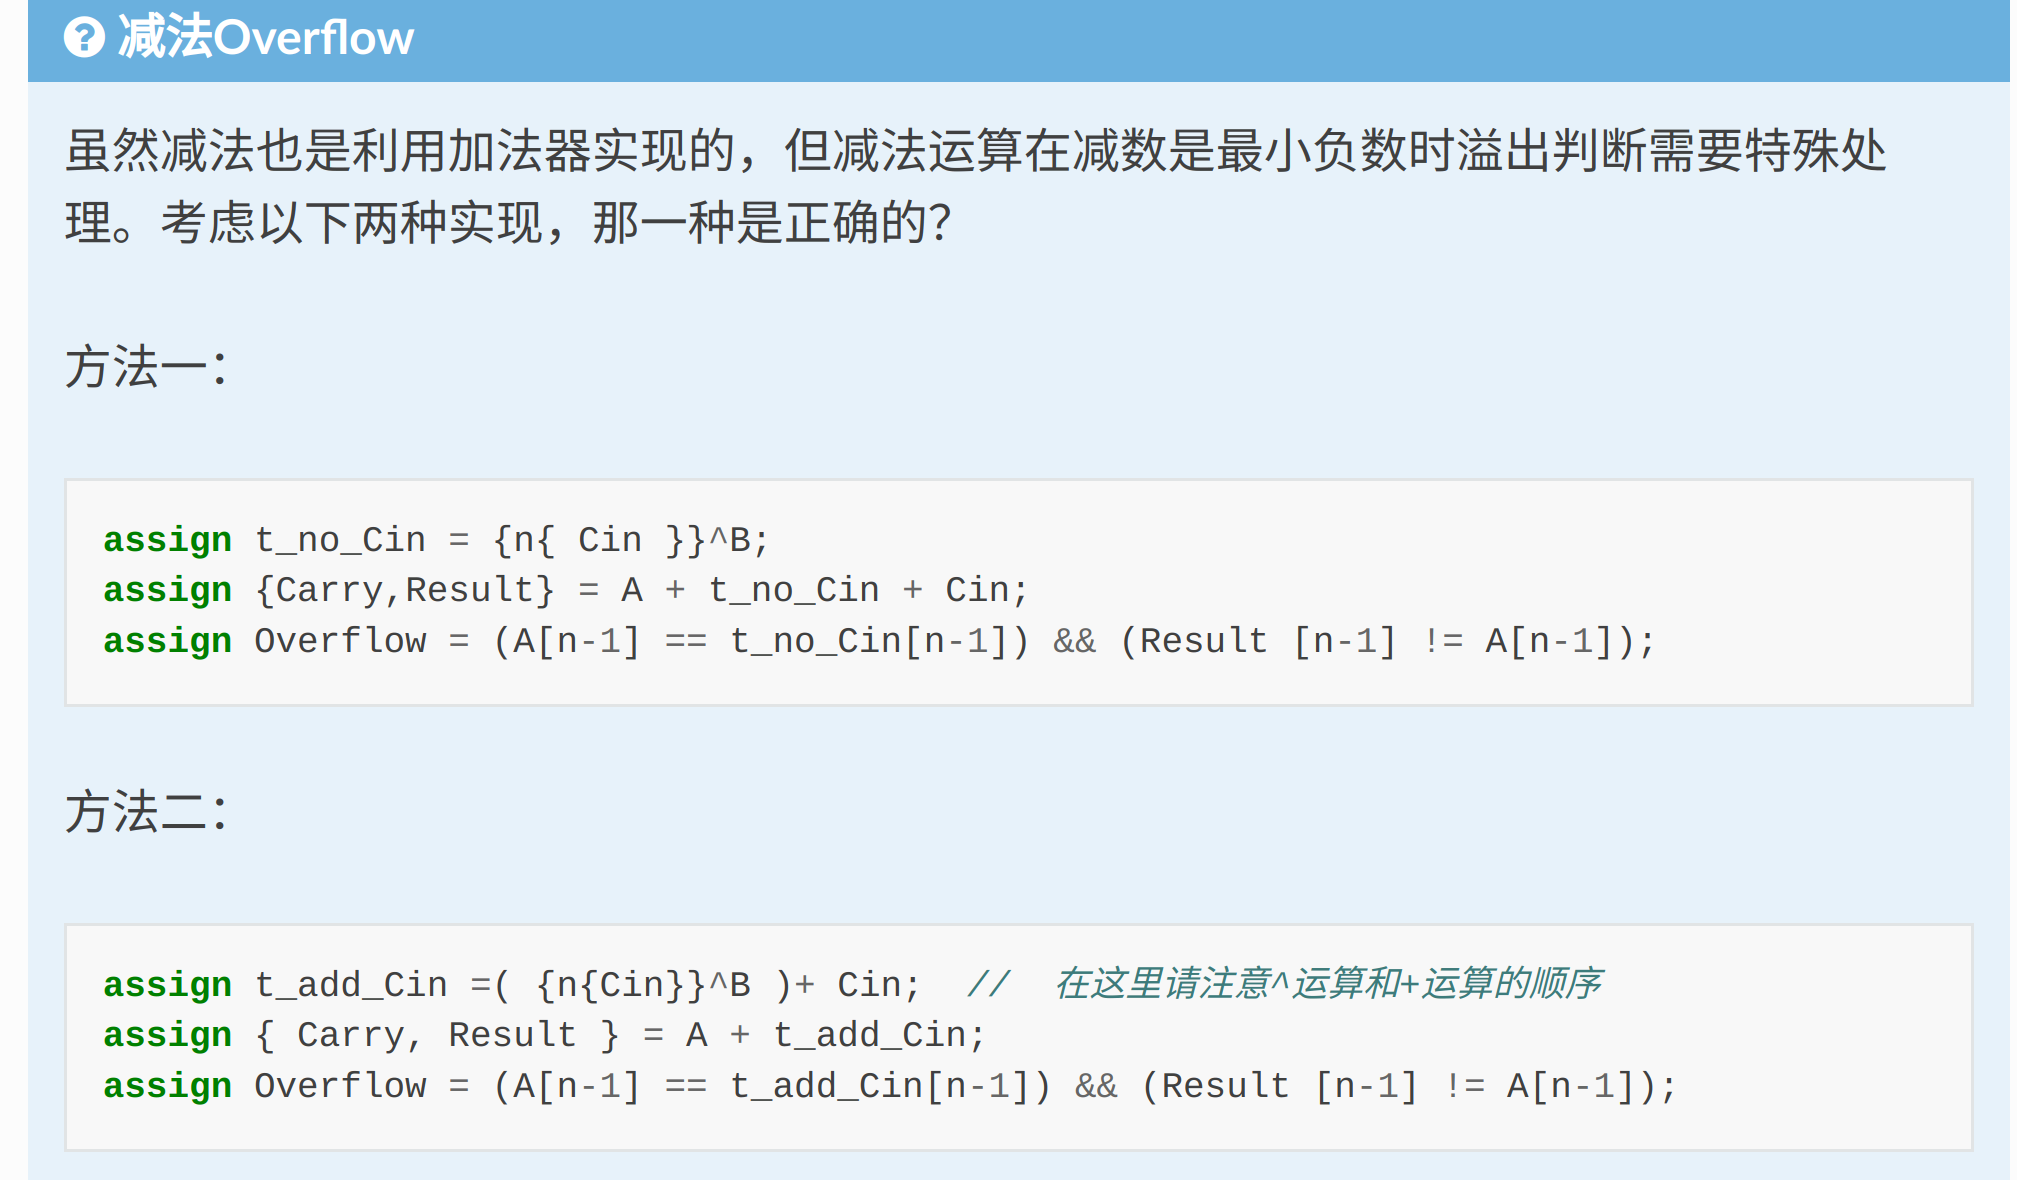 减法Overflow
虽然减法也是利用加法器实现的，但减法运算在减数是最小负数时溢出判断需要特殊处
理。考虑以下两种实现，那一种是正确的？
方法一：
assign t_no_Cin = {n{ Cin }}^B;
assign {Carry,Result} = A + t_no_Cin + Cin;
assign Overflow = (A[n-1] == t_no_Cin[n-1]) && (Result [n-1] != A[n-1]);
方法二：
assign t_add_Cin =( {n{Cin}}^B )+ Cin;  //  在这里请注意^运算和+运算的顺序
assign { Carry, Result } = A + t_add_Cin;
assign Overflow = (A[n-1] == t_add_Cin[n-1]) && (Result [n-1] != A[n-1]);